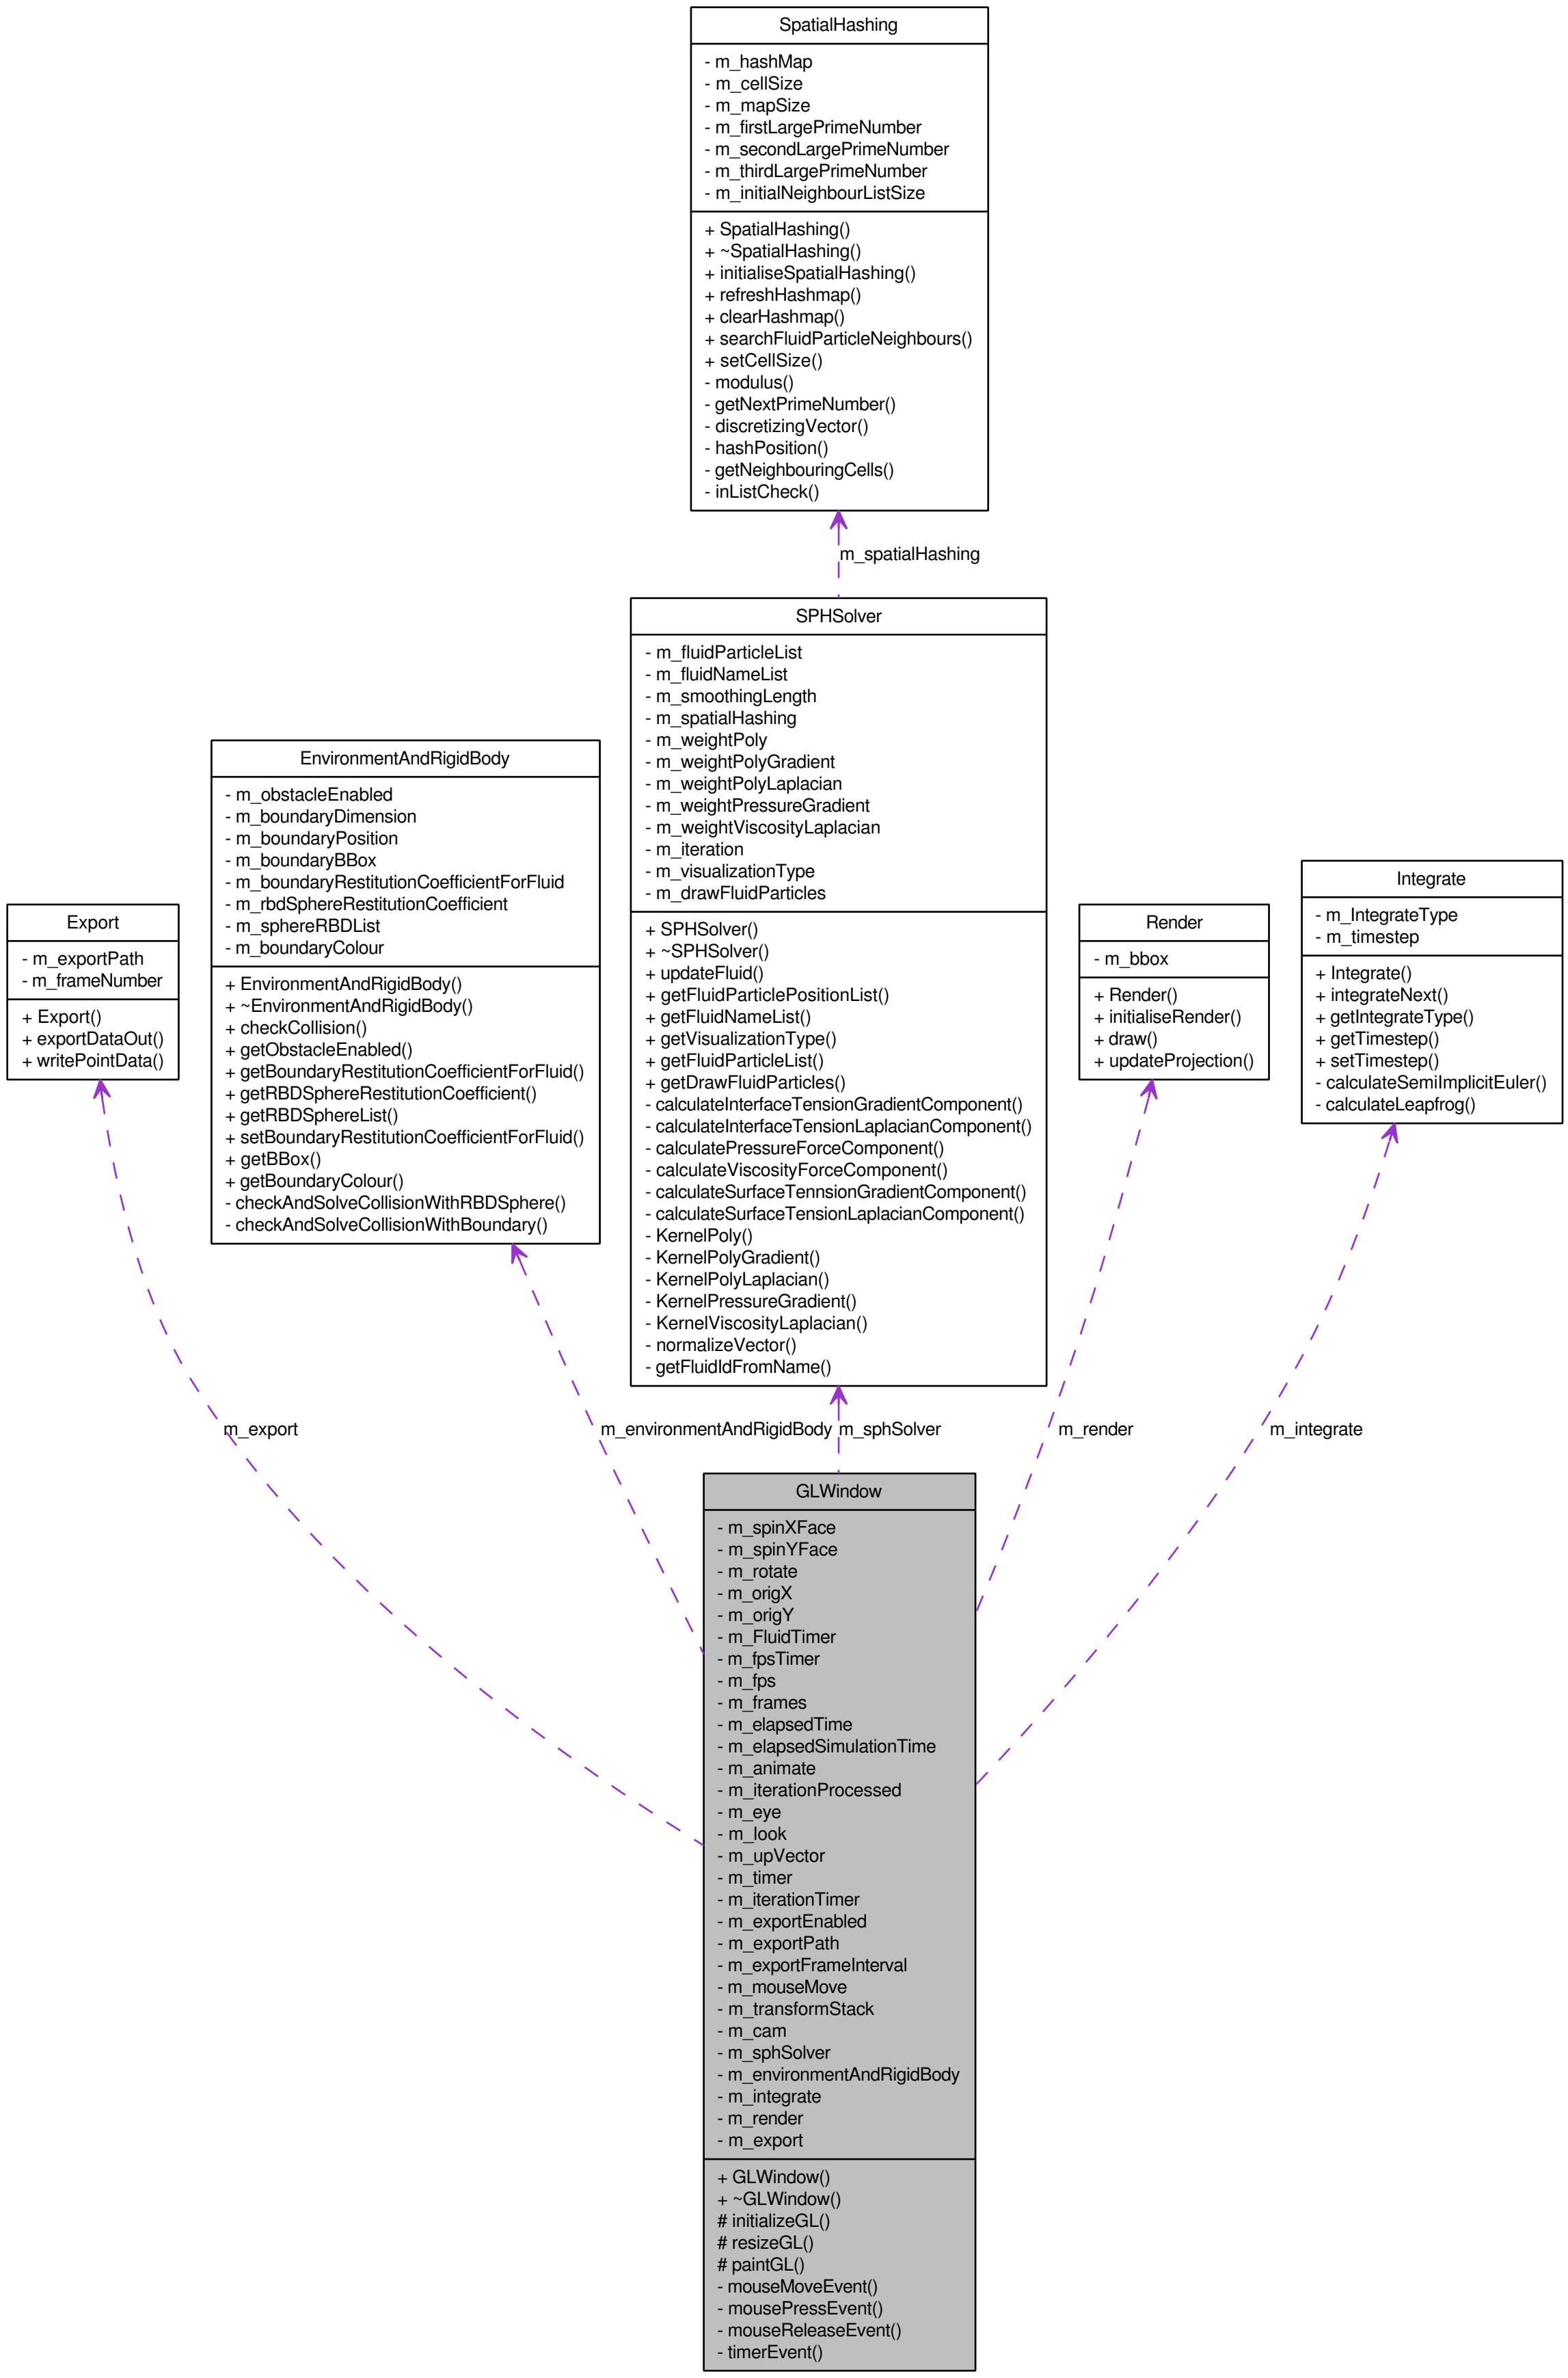 SpatialHashing
- m_hashMap
- m_cellSize
- m_mapSize
- m_firstLargePrimeNumber
- m_secondLargePrimeNumber
- m_thirdLargePrimeNumber
- m_initialNeighbourListSize
+ SpatialHashing()
+ ~SpatialHashing()
+ initialiseSpatialHashing()
+ refreshHashmap()
+ clearHashmap()
+ searchFluidParticleNeighbours()
+ setCellSize()
- modulus()
- getNextPrimeNumber()
- discretizingVector()
- hashPosition()
- getNeighbouringCells()
- inListCheck()
m_spatialHashing
SPHSolver
- m_fluidParticleList
- m_fluidNameList
- m_smoothingLength
- m_spatialHashing
- m_weightPoly
- m_weightPolyGradient
- m_weightPolyLaplacian
- m_weightPressureGradient
- m_weightViscosityLaplacian
- m_iteration
- m_visualizationType
- m_drawFluidParticles
+ SPHSolver()
+ ~SPHSolver()
+ updateFluid()
+ getFluidParticlePositionList()
+ getFluidNameList()
+ getVisualizationType()
+ getFluidParticleList()
+ getDrawFluidParticles()
- calculateInterfaceTensionGradientComponent()
- calculateInterfaceTensionLaplacianComponent()
- calculatePressureForceComponent()
- calculateViscosityForceComponent()
- calculateSurfaceTennsionGradientComponent()
- calculateSurfaceTensionLaplacianComponent()
- KernelPoly()
- KernelPolyGradient()
- KernelPolyLaplacian()
- KernelPressureGradient()
- KernelViscosityLaplacian()
- normalizeVector()
- getFluidIdFromName()
EnvironmentAndRigidBody
- m_obstacleEnabled
- m_boundaryDimension
- m_boundaryPosition
- m_boundaryBBox
- m_boundaryRestitutionCoefficientForFluid
- m_rbdSphereRestitutionCoefficient
- m_sphereRBDList
- m_boundaryColour
+ EnvironmentAndRigidBody()
+ ~EnvironmentAndRigidBody()
+ checkCollision()
+ getObstacleEnabled()
+ getBoundaryRestitutionCoefficientForFluid()
+ getRBDSphereRestitutionCoefficient()
+ getRBDSphereList()
+ setBoundaryRestitutionCoefficientForFluid()
+ getBBox()
+ getBoundaryColour()
- checkAndSolveCollisionWithRBDSphere()
- checkAndSolveCollisionWithBoundary()
Export
- m_exportPath
- m_frameNumber
+ Export()
+ exportDataOut()
+ writePointData()
Render
- m_bbox
+ Render()
+ initialiseRender()
+ draw()
+ updateProjection()
Integrate
- m_IntegrateType
- m_timestep
+ Integrate()
+ integrateNext()
+ getIntegrateType()
+ getTimestep()
+ setTimestep()
- calculateSemiImplicitEuler()
- calculateLeapfrog()
m_export
m_environmentAndRigidBody
m_sphSolver
m_render
m_integrate
GLWindow
- m_spinXFace
- m_spinYFace
- m_rotate
- m_origX
- m_origY
- m_FluidTimer
- m_fpsTimer
- m_fps
- m_frames
- m_elapsedTime
- m_elapsedSimulationTime
- m_animate
- m_iterationProcessed
- m_eye
- m_look
- m_upVector
- m_timer
- m_iterationTimer
- m_exportEnabled
- m_exportPath
- m_exportFrameInterval
- m_mouseMove
- m_transformStack
- m_cam
- m_sphSolver
- m_environmentAndRigidBody
- m_integrate
- m_render
- m_export
+ GLWindow()
+ ~GLWindow()
# initializeGL()
# resizeGL()
# paintGL()
- mouseMoveEvent()
- mousePressEvent()
- mouseReleaseEvent()
- timerEvent()